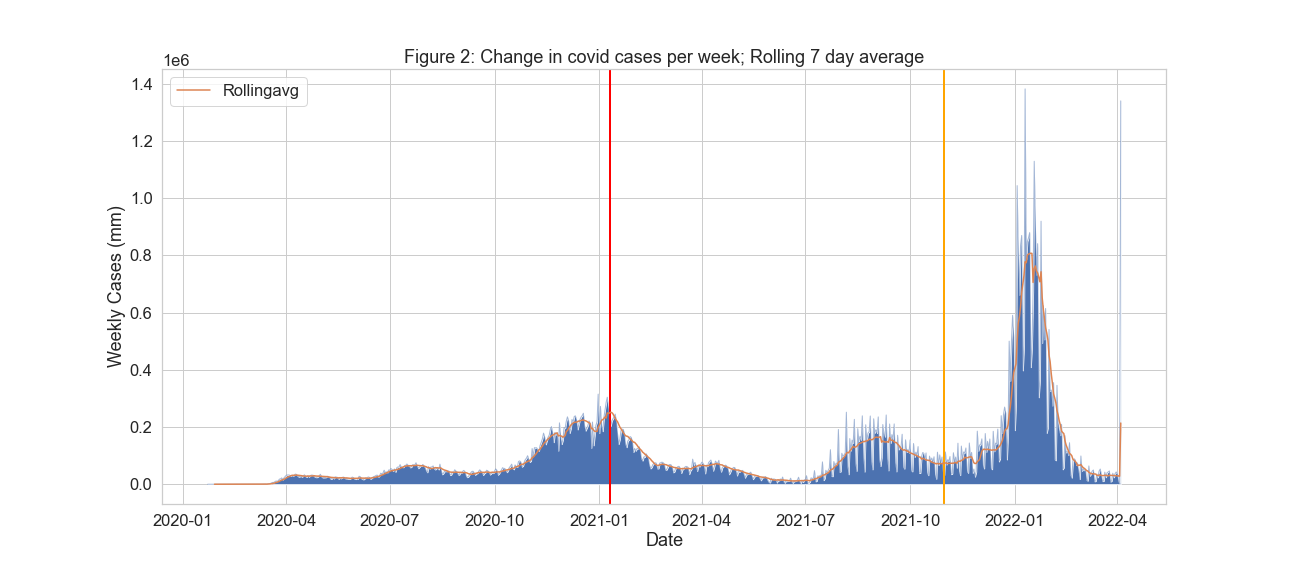 Figure 2: Change in covid cases per week; Rolling 7 day average
1e6
Rollingavg
1.4
1.2
1.0
0.8
0.6
0.4
0.2
0.0
Weekly Cases (mm)
2020-01 2020-04 2020-07 2020-10 2021-01 2021-04 2021-07 2021-10 2022-01 2022-04
Date